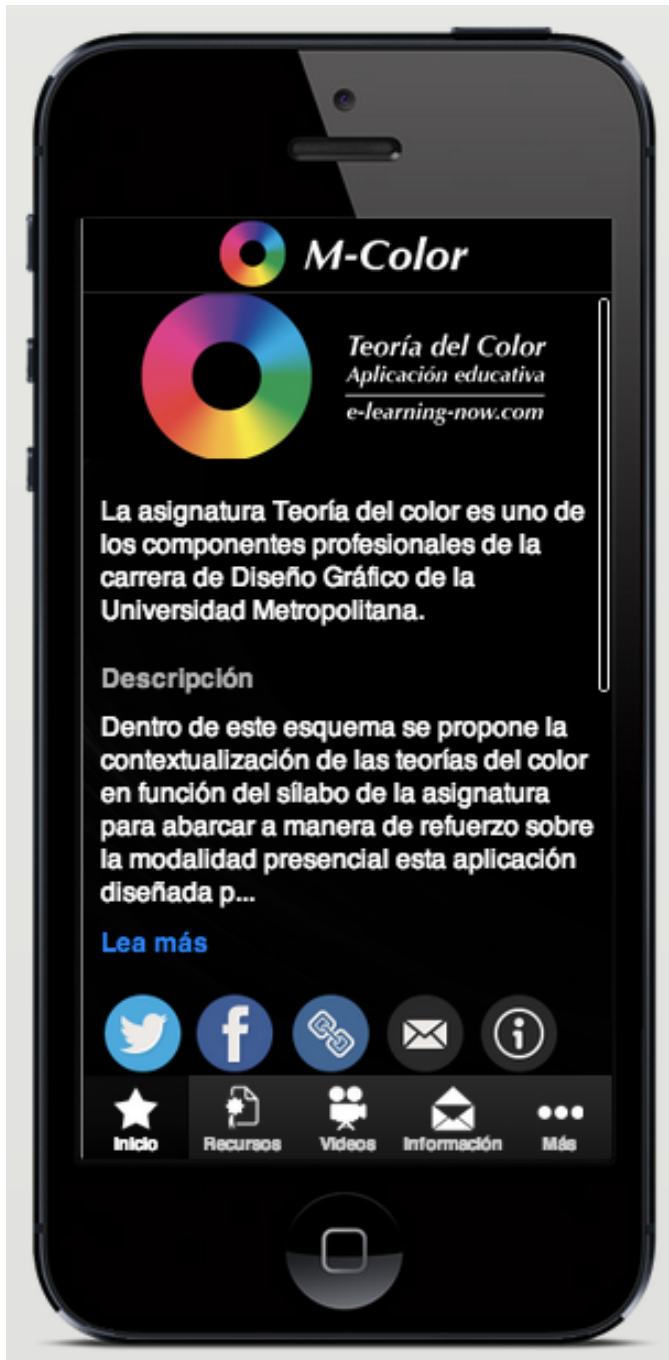 M-Color
Teoría del Color
Aplicación educativa
e-learning-now.com
La asignatura Teoría del color es uno de
los componentes profesionales de la
carrera de Diseño Gráfico de la
Universidad Metropolitana.
Descripción
Dentro de este esquema se propone la
contextualización de las teorías del color
en función del sílabo de la asignatura
para abarcar a manera de refuerzo sobre
la modalidad presencial esta aplicación
diseñada p...
Lea más
Inicio Recursos Videos Información Más